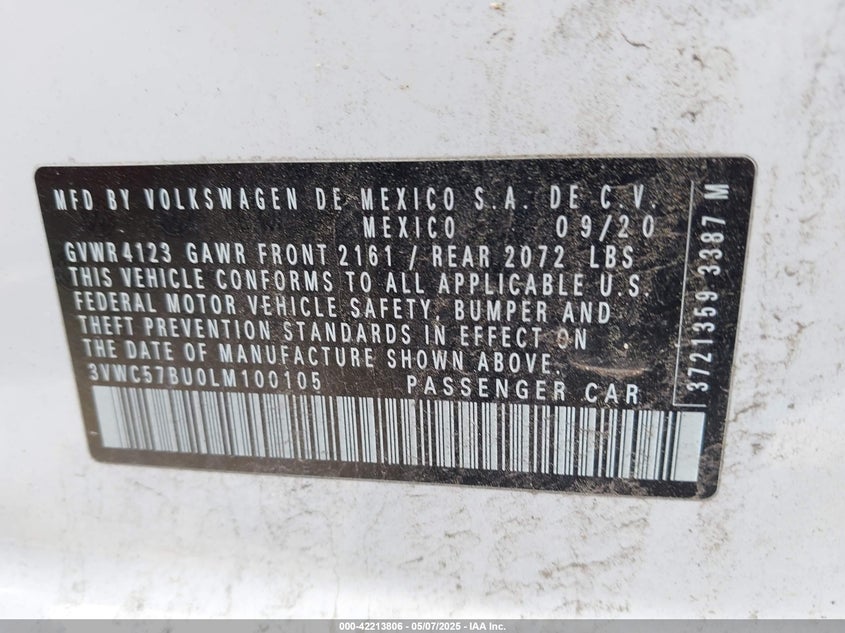 MFD BY VOLKSWAGEN DE MEXICO S.A. DE C.V.
MEXICO 09/20
GVWR4123 GAWR FRONT 2161 / REAR 2072 LBS
THIS VEHICLE CONFORMS TO ALL APPLICABLE U.S.
FEDERAL MOTOR VEHICLE SAFETY, BUMPER AND
THEFT PREVENTION STANDARDS IN EFFECT ON
THE DATE OF MANUFACTURE SHOWN ABOVE.
3VWC57BU0LM100105 PASSENGER CAR
3721359 3387 M
000-42213806 - 05/07/2025 - IAA Inc.